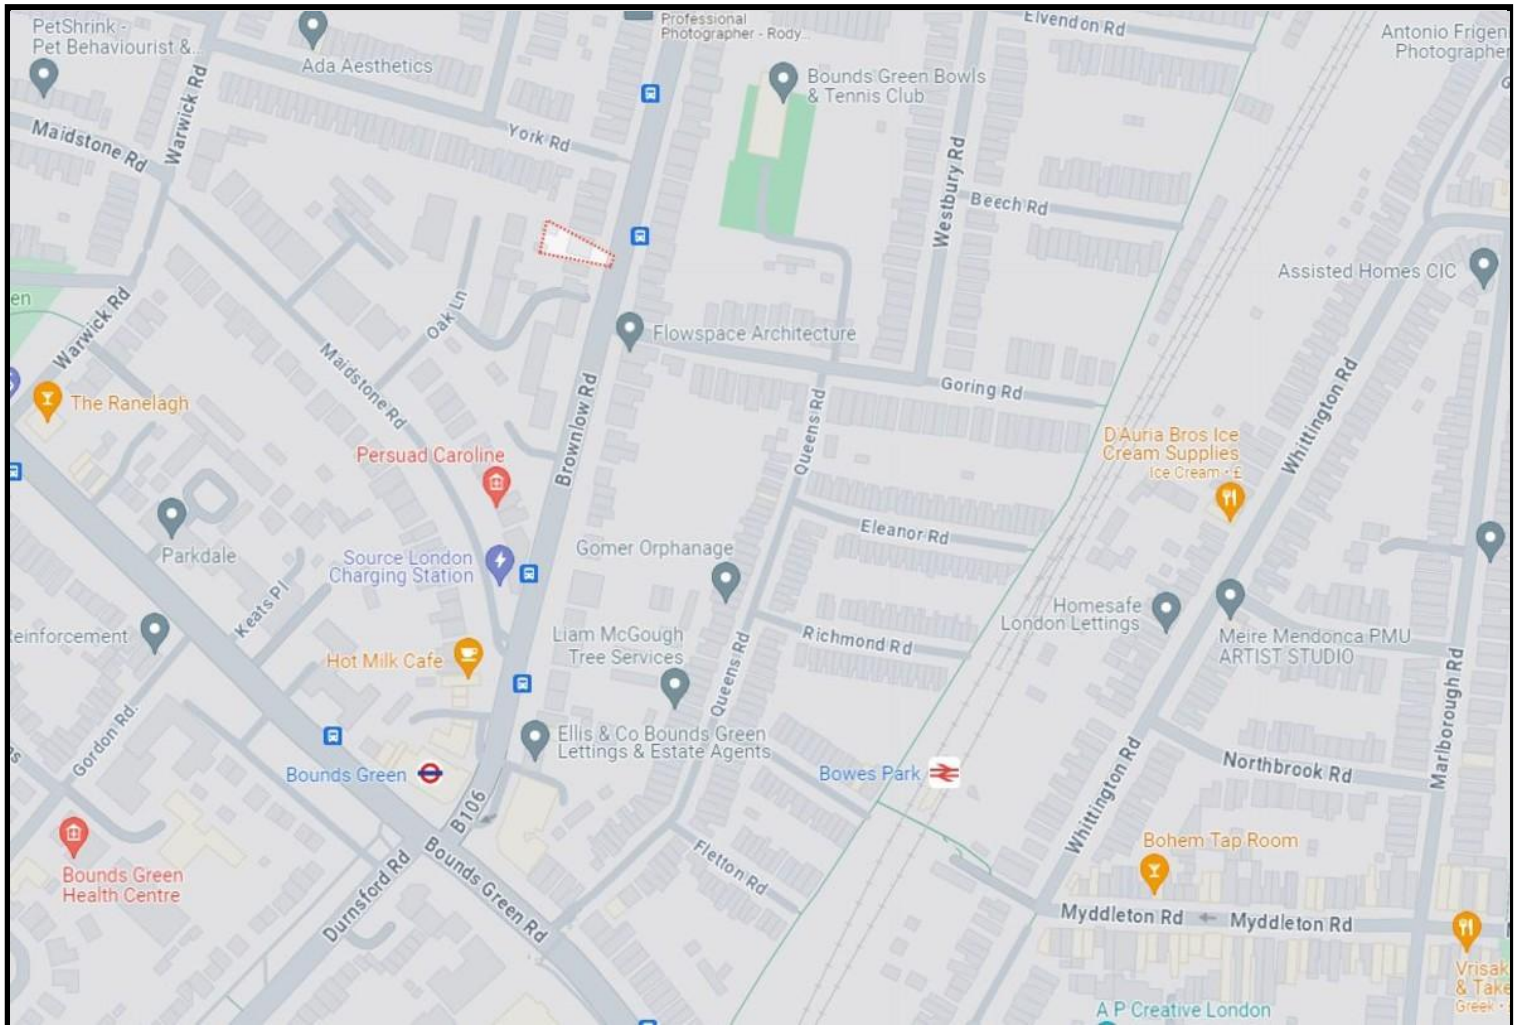 PetShrink -
Pet Behaviourist &...
Ada Aesthetics
Professional
Photographer - Rody...
Elvendon Rd
Antonio Frigen
Photographer
Bounds Green Bowls
& Tennis Club
Warwick Rd
Maidstone Rd
York Rd
Westbury Rd
Beech Rd
Assisted Homes CIC
en
Warwick Rd
Oak Ln
Flowspace Architecture
Maidstone Rd
Brownlow Rd
Goring Rd
Whittington Rd
The Ranelagh
Queens Rd
D'Auria Bros Ice
Cream Supplies
Ice Cream • £
Persuad Caroline
Eleanor Rd
Parkdale
Source London
Charging Station
Gomer Orphanage
Keats Pl
Homesafe
London Lettings
einforcement
Liam McGough
Tree Services
Richmond Rd
Meire Mendonca PMU
ARTIST STUDIO
Hot Milk Cafe
Queens Rd
Marlborough Rd
Gordon Rd.
Ellis & Co Bounds Green
Lettings & Estate Agents
Bounds Green
Bowes Park
Northbrook Rd
Whittington Rd
B106
Bounds Green
Health Centre
Durnsford Rd
Bounds Green Rd
Fletton Rd
Bohem Tap Room
Myddleton Rd
Myddleton Rd
Vrisak
& Take
Greek •
A P Creative London